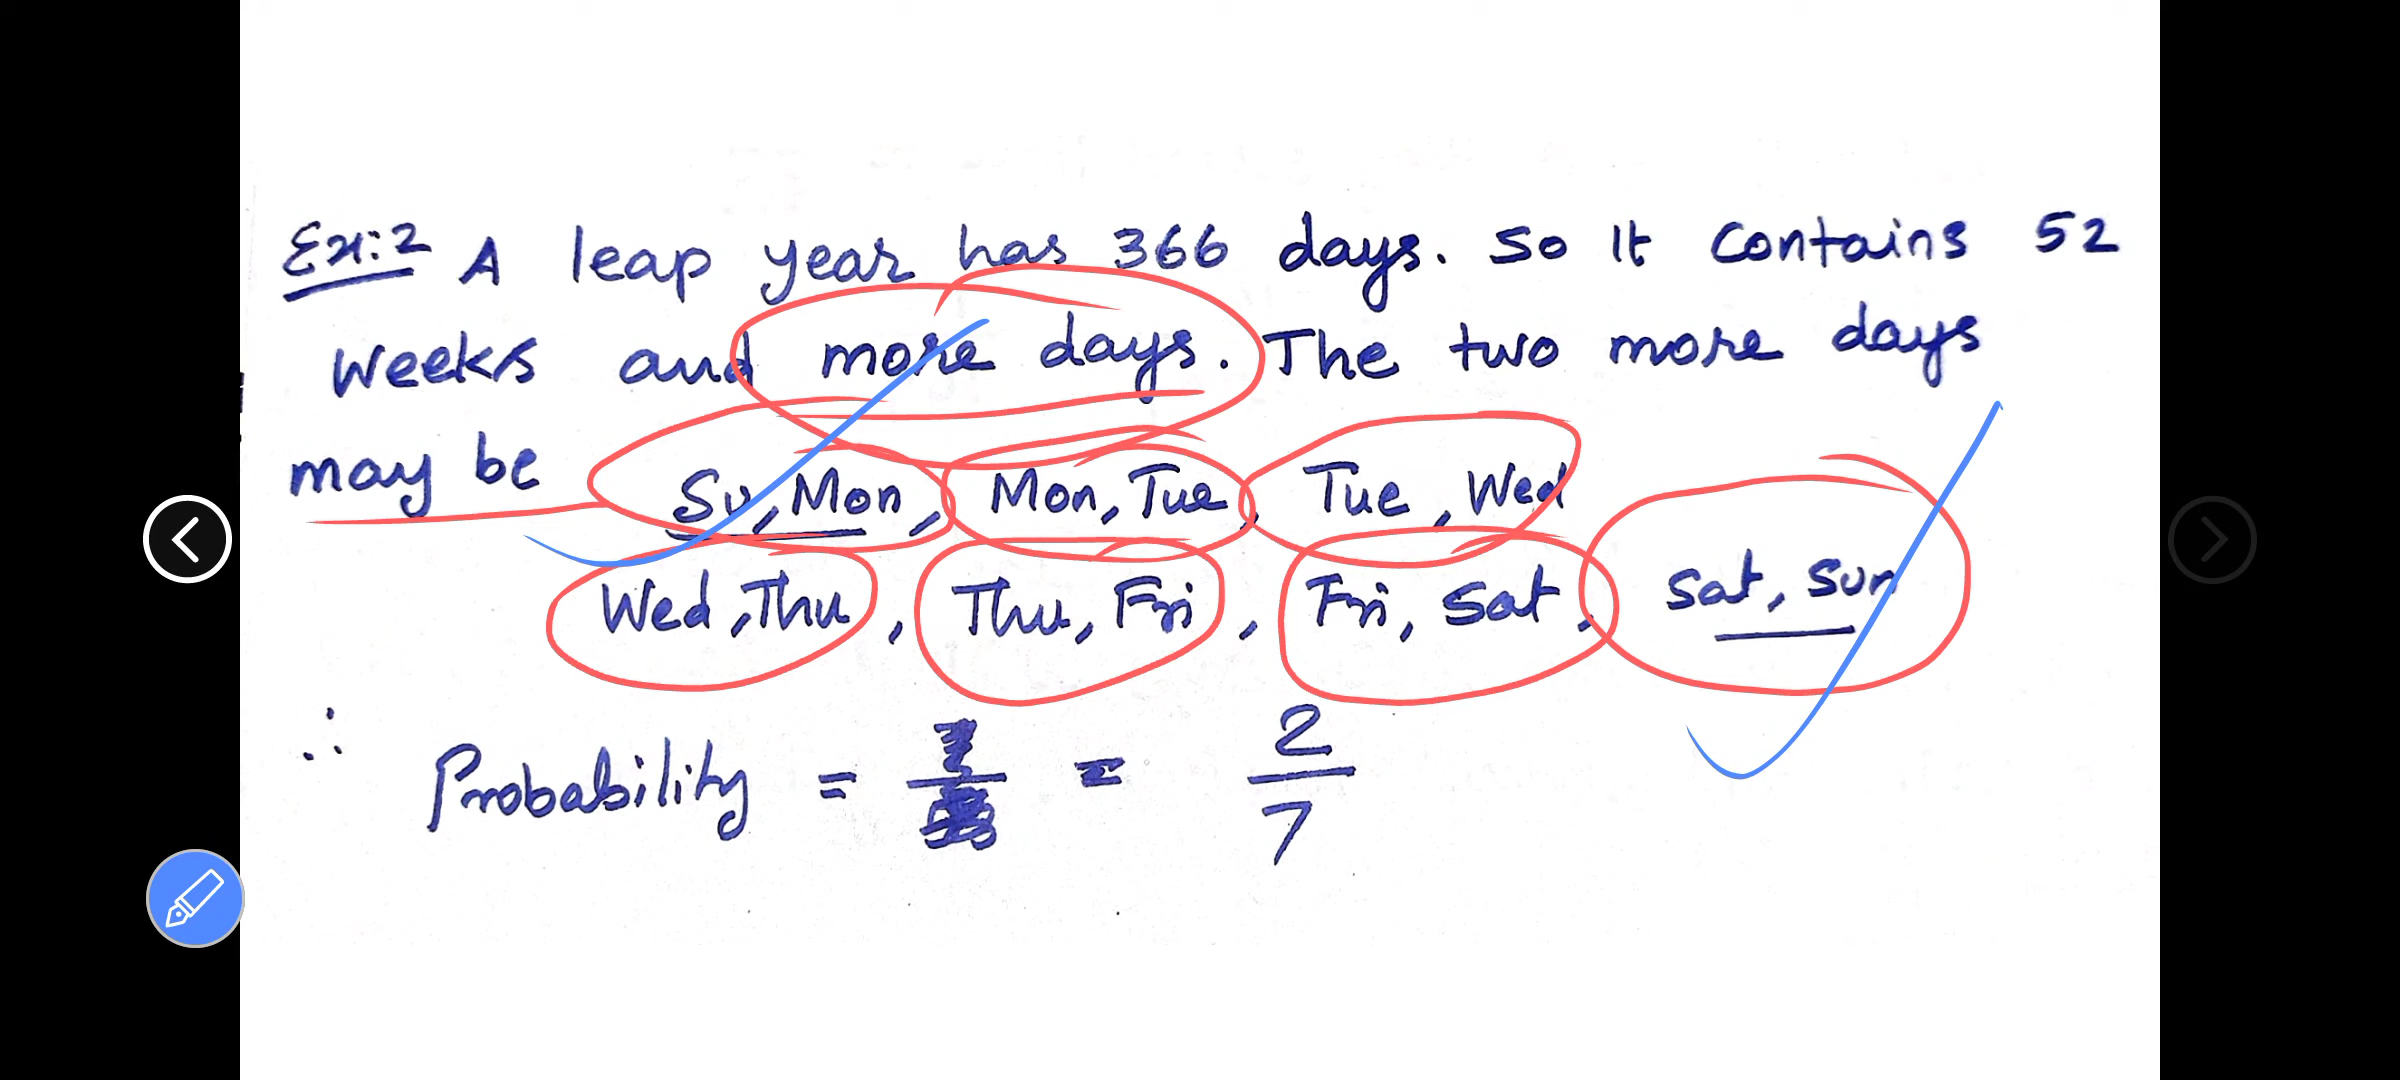 Ex:2 A leap year has 366 days. So It contains 52
weeks and more days. The two more days
may be Su, Mon, Mon, Tue, Tue, Wed
Wed, Thu, Thu, Fri, Fri, Sat, Sat, Sun
∴ Probability = = 2/7